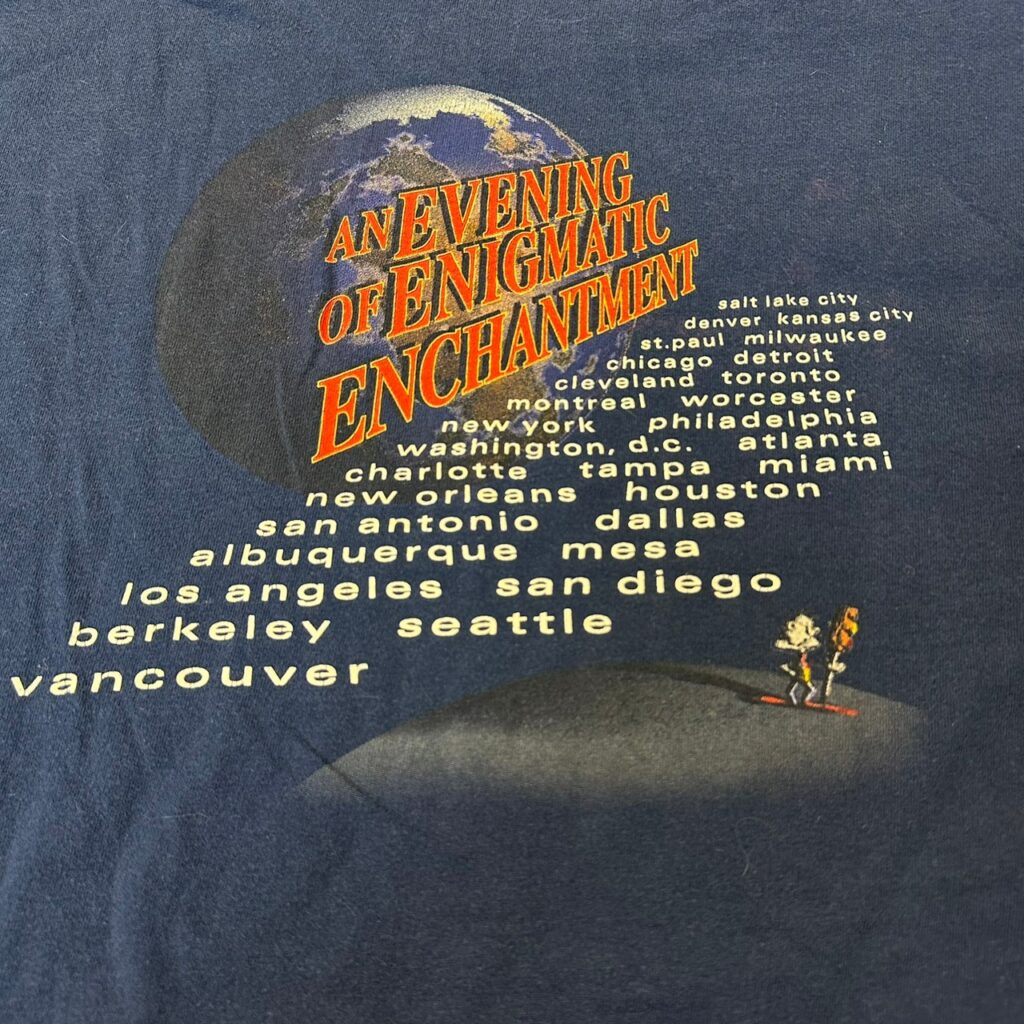 AN EVENING
OF ENIGMATIC
ENCHANTMENT
salt lake city
denver kansas city
st.paul milwaukee
chicago detroit
cleveland toronto
montreal worcester
new york philadelphia
washington, d.c. atlanta
charlotte tampa miami
new orleans houston
san antonio dallas
albuquerque mesa
los angeles san diego
berkeley seattle
vancouver